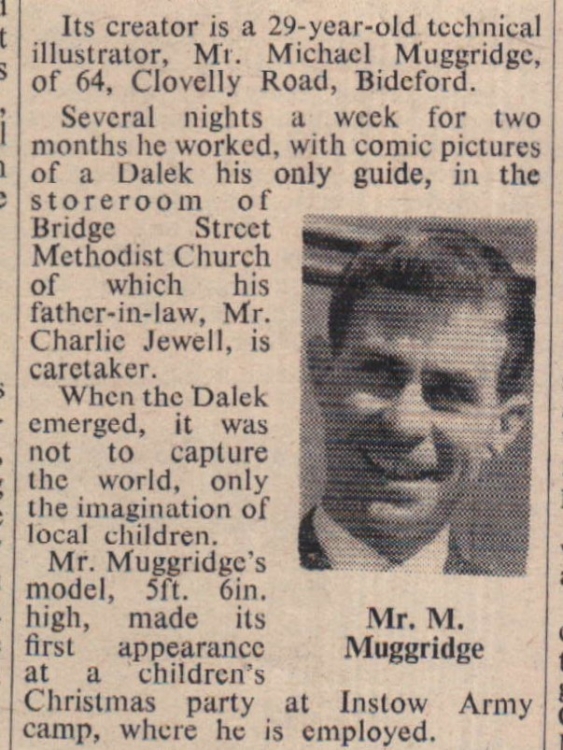 Its creator is a 29-year-old technical
illustrator, Mr. Michael Muggridge,
of 64, Clovelly Road, Bideford.
Several nights a week for two
months he worked, with comic pictures
of a Dalek his only guide, in the
storeroom of
Bridge Street
Methodist Church
of which his
father-in-law, Mr.
Charlie Jewell, is
caretaker.
When the Dalek
emerged, it was
not to capture
the world, only
the imagination of
local children.
Mr. Muggridge's
model, 5ft. 6in.
high, made its
first appearance
at a children's
Christmas party at Instow Army
camp, where he is employed.
Mr. M.
Muggridge